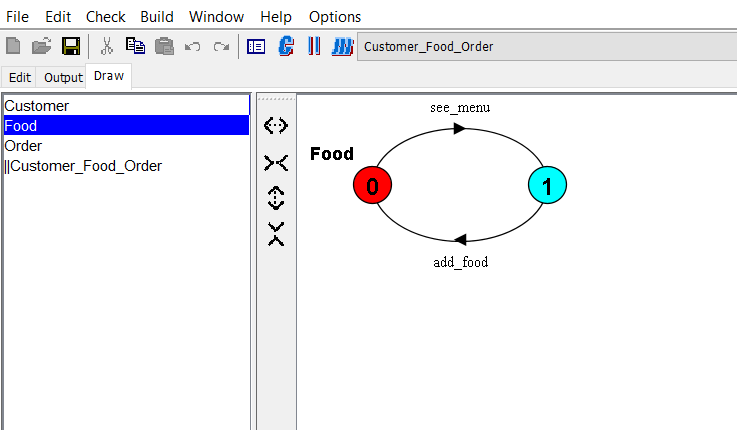 File Edit Check Build Window Help Options
Customer_Food_Order
Edit Output Draw
Customer
Food
Order
||Customer_Food_Order
see_menu
Food
0 1
add_food